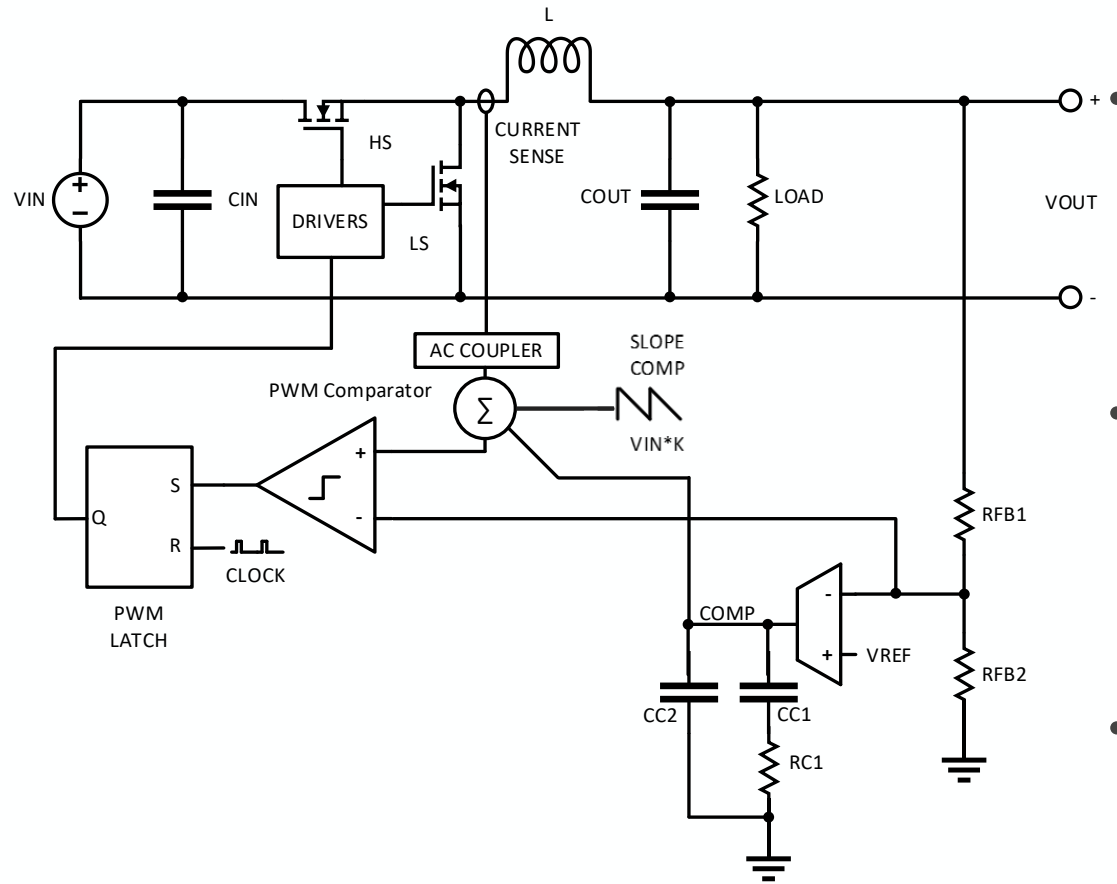 L
+
HS
CURRENT
SENSE
VIN
+
−
CIN
DRIVERS
LS
COUT
LOAD
VOUT
-
AC COUPLER
SLOPE
COMP
PWM Comparator
Σ
VIN*K
+
S
-
Q
RFB1
R
CLOCK
PWM
LATCH
COMP
-
+
VREF
RFB2
CC2
CC1
RC1